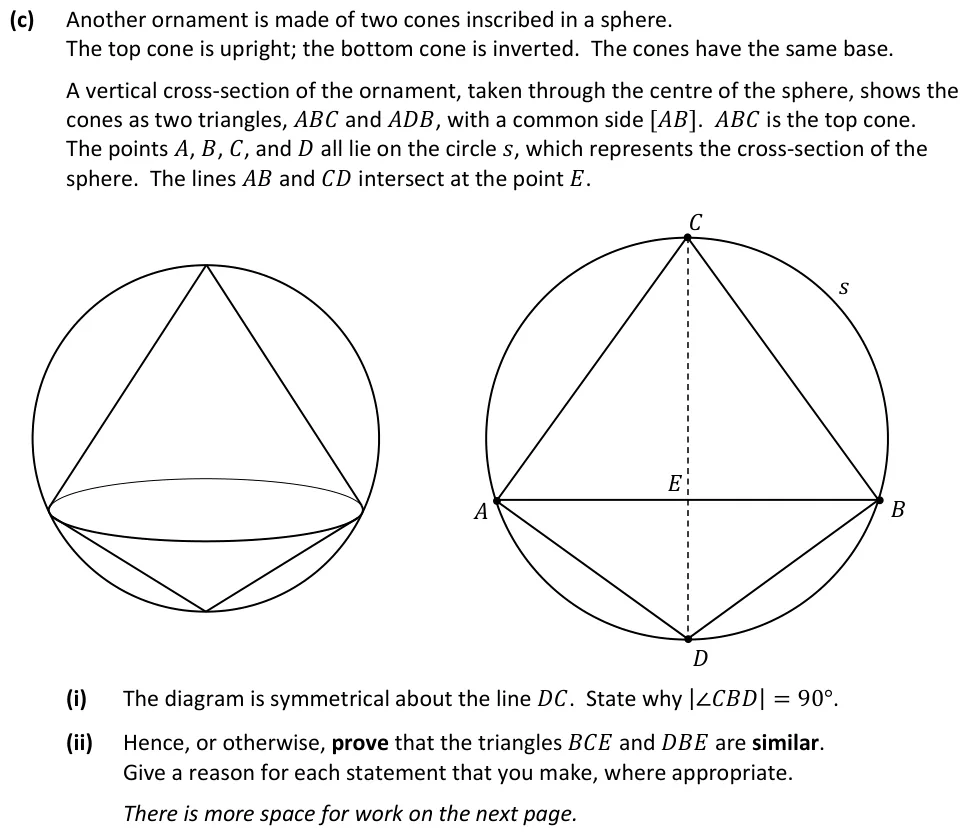 (c) Another ornament is made of two cones inscribed in a sphere.
The top cone is upright; the bottom cone is inverted. The cones have the same base.
A vertical cross-section of the ornament, taken through the centre of the sphere, shows the
cones as two triangles, ABC and ADB, with a common side [AB]. ABC is the top cone.
The points A, B, C, and D all lie on the circle s, which represents the cross-section of the
sphere. The lines AB and CD intersect at the point E.
C
s
E
A
B
D
(i) The diagram is symmetrical about the line DC. State why |∠CBD| = 90°.
(ii) Hence, or otherwise, prove that the triangles BCE and DBE are similar.
Give a reason for each statement that you make, where appropriate.
There is more space for work on the next page.